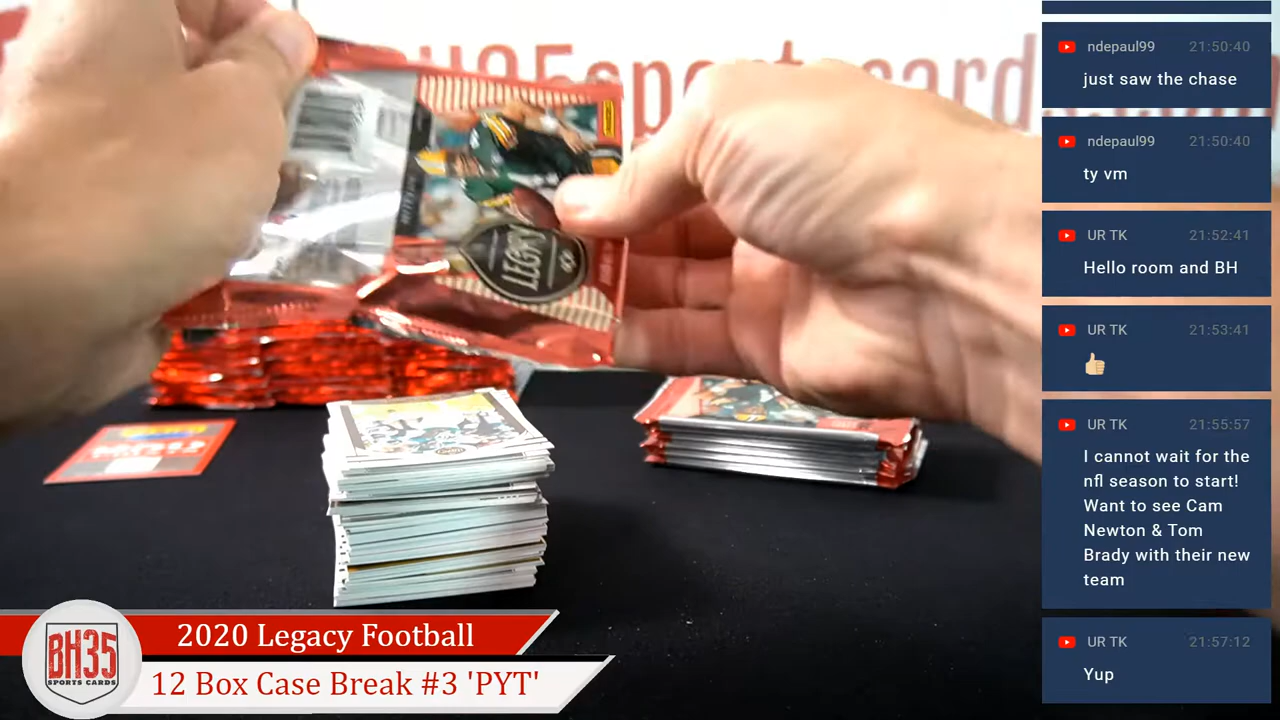 BH35sportscards.
LEGACY
ndepaul99 21:50:40
just saw the chase
ndepaul99 21:50:40
ty vm
UR TK 21:52:41
Hello room and BH
UR TK 21:53:41
👍🏼
UR TK 21:55:57
I cannot wait for the
nfl season to start!
Want to see Cam
Newton & Tom
Brady with their new
team
UR TK 21:57:12
Yup
BH35
SPORTS CARDS
2020 Legacy Football
12 Box Case Break #3 'PYT'